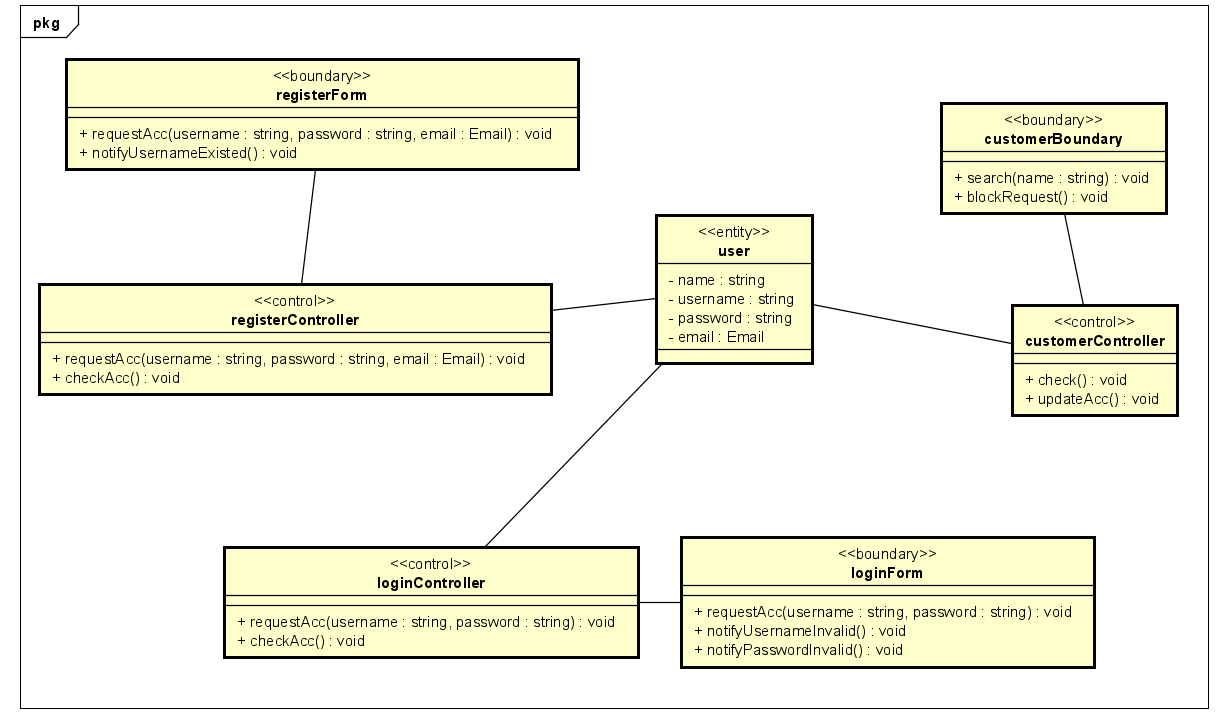 pkg
<<boundary>>
registerForm
+ requestAcc(username : string, password : string, email : Email) : void
+ notifyUsernameExisted() : void
<<boundary>>
customerBoundary
+ search(name : string) : void
+ blockRequest() : void
<<entity>>
user
- name : string
- username : string
- password : string
- email : Email
<<control>>
registerController
+ requestAcc(username : string, password : string, email : Email) : void
+ checkAcc() : void
<<control>>
customerController
+ check() : void
+ updateAcc() : void
<<control>>
loginController
+ requestAcc(username : string, password : string) : void
+ checkAcc() : void
<<boundary>>
loginForm
+ requestAcc(username : string, password : string) : void
+ notifyUsernameInvalid() : void
+ notifyPasswordInvalid() : void